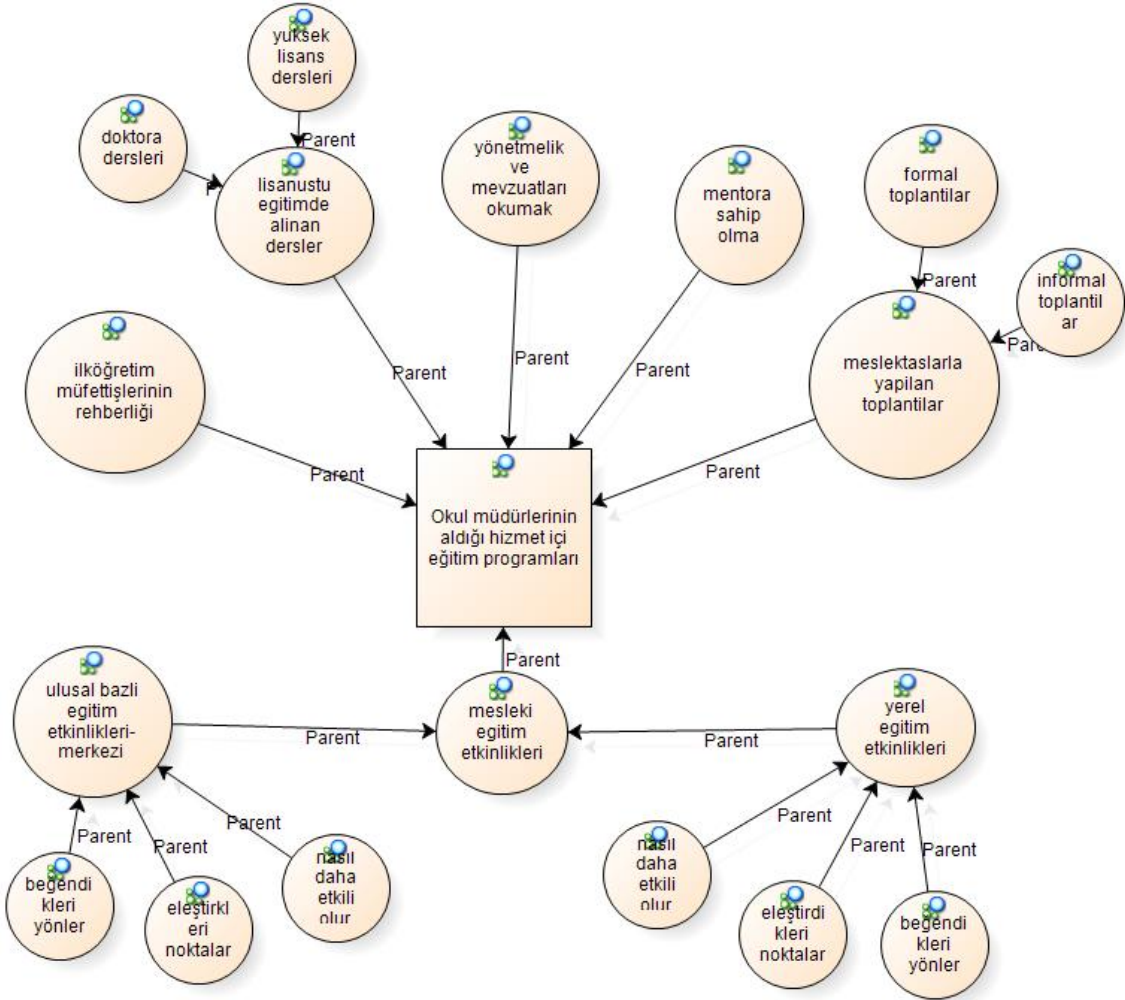 yuksek
lisans
dersleri
doktora
dersleri
Parent
P
lisanustu
egitimde
alinan
dersler
yönetmelik
ve
mevzuatları
okumak
mentora
sahip
olma
formal
toplantilar
Parent
informal
toplantil
ar
Pare
meslektaslarla
yapilan
toplantilar
ilköğretim
müfettişlerinin
rehberliği
Parent
Parent
Parent
Parent
Parent
Okul müdürlerinin
aldığı hizmet içi
eğitim programları
Parent
ulusal bazli
egitim
etkinlikleri-
merkezi
Parent
mesleki
egitim
etkinlikleri
Parent
yerel
egitim
etkinlikleri
Parent
Parent
Parent
Parent
Parent
Parent
begendi
kleri
yönler
eleştirkl
eri
noktalar
nasıl
daha
etkili
olur
nasıl
daha
etkili
olur
eleştirdi
kleri
noktalar
begendi
kleri
yönler